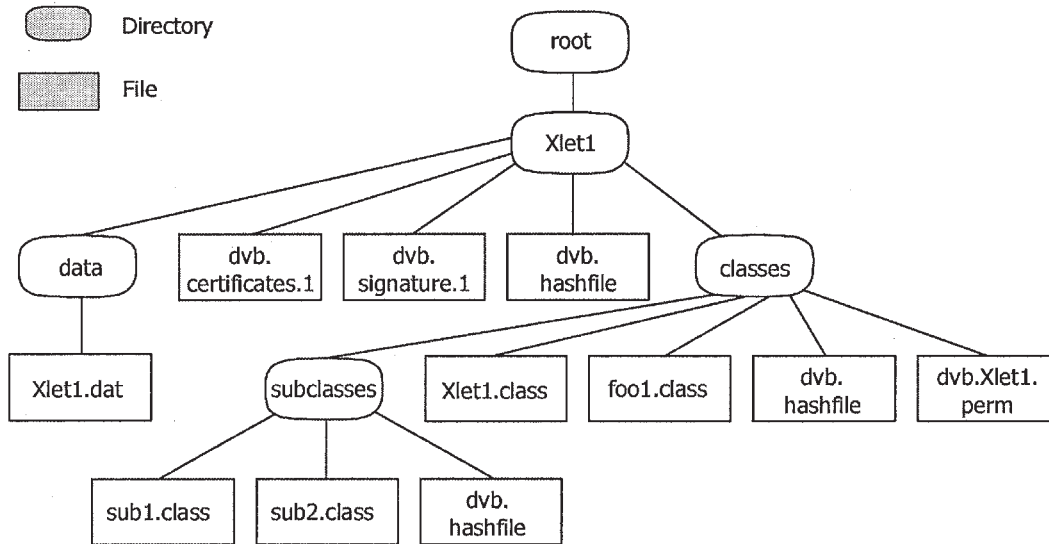 Directory
File
root
Xlet1
data
dvb.
certificates.1
dvb.
signature.1
dvb.
hashfile
classes
Xlet1.dat
subclasses
Xlet1.class
foo1.class
dvb.
hashfile
dvb.Xlet1.
perm
sub1.class
sub2.class
dvb.
hashfile